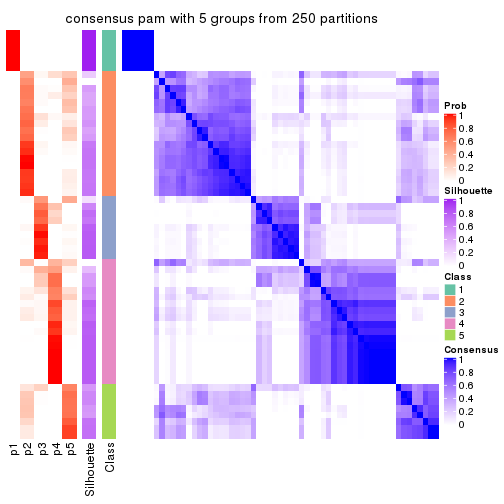 consensus pam with 5 groups from 250 partitions
Prob
1
0.8
0.6
0.4
0.2
0
Silhouette
1
0.8
0.6
0.4
0.2
0
Class
1
2
3
4
5
Consensus
1
0.8
0.6
0.4
0.2
0
p1
p2
p3
p4
p5
Silhouette
Class